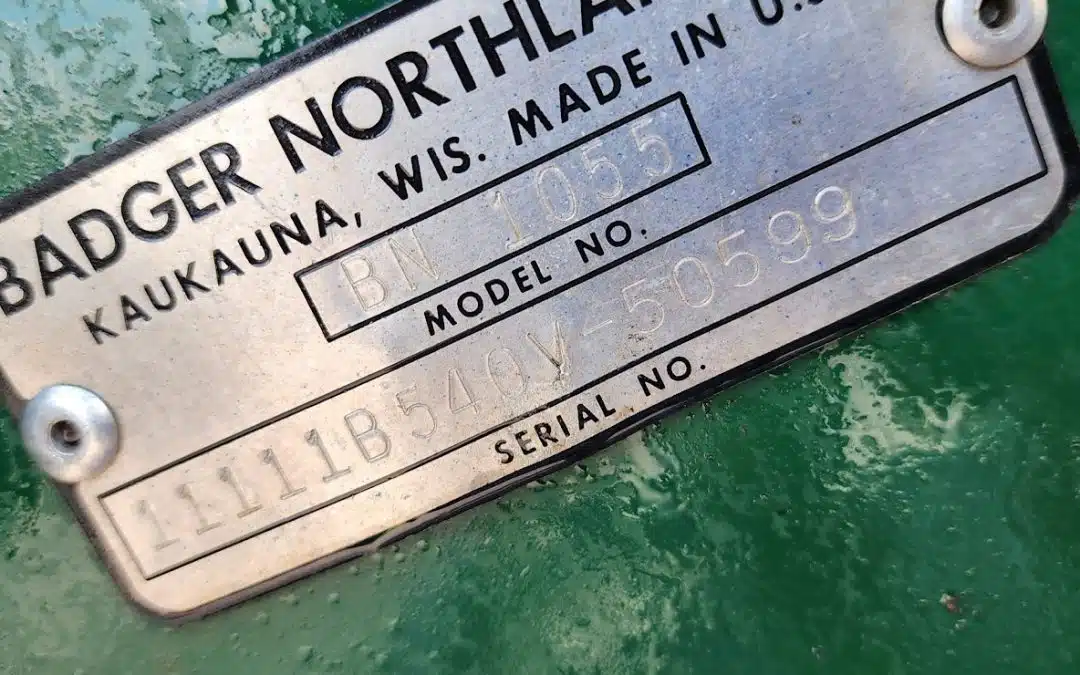 BADGER NORTHLA
KAUKAUNA, WIS. MADE IN U.S
BN 1055
MODEL NO.
11111B540V-50599
SERIAL NO.